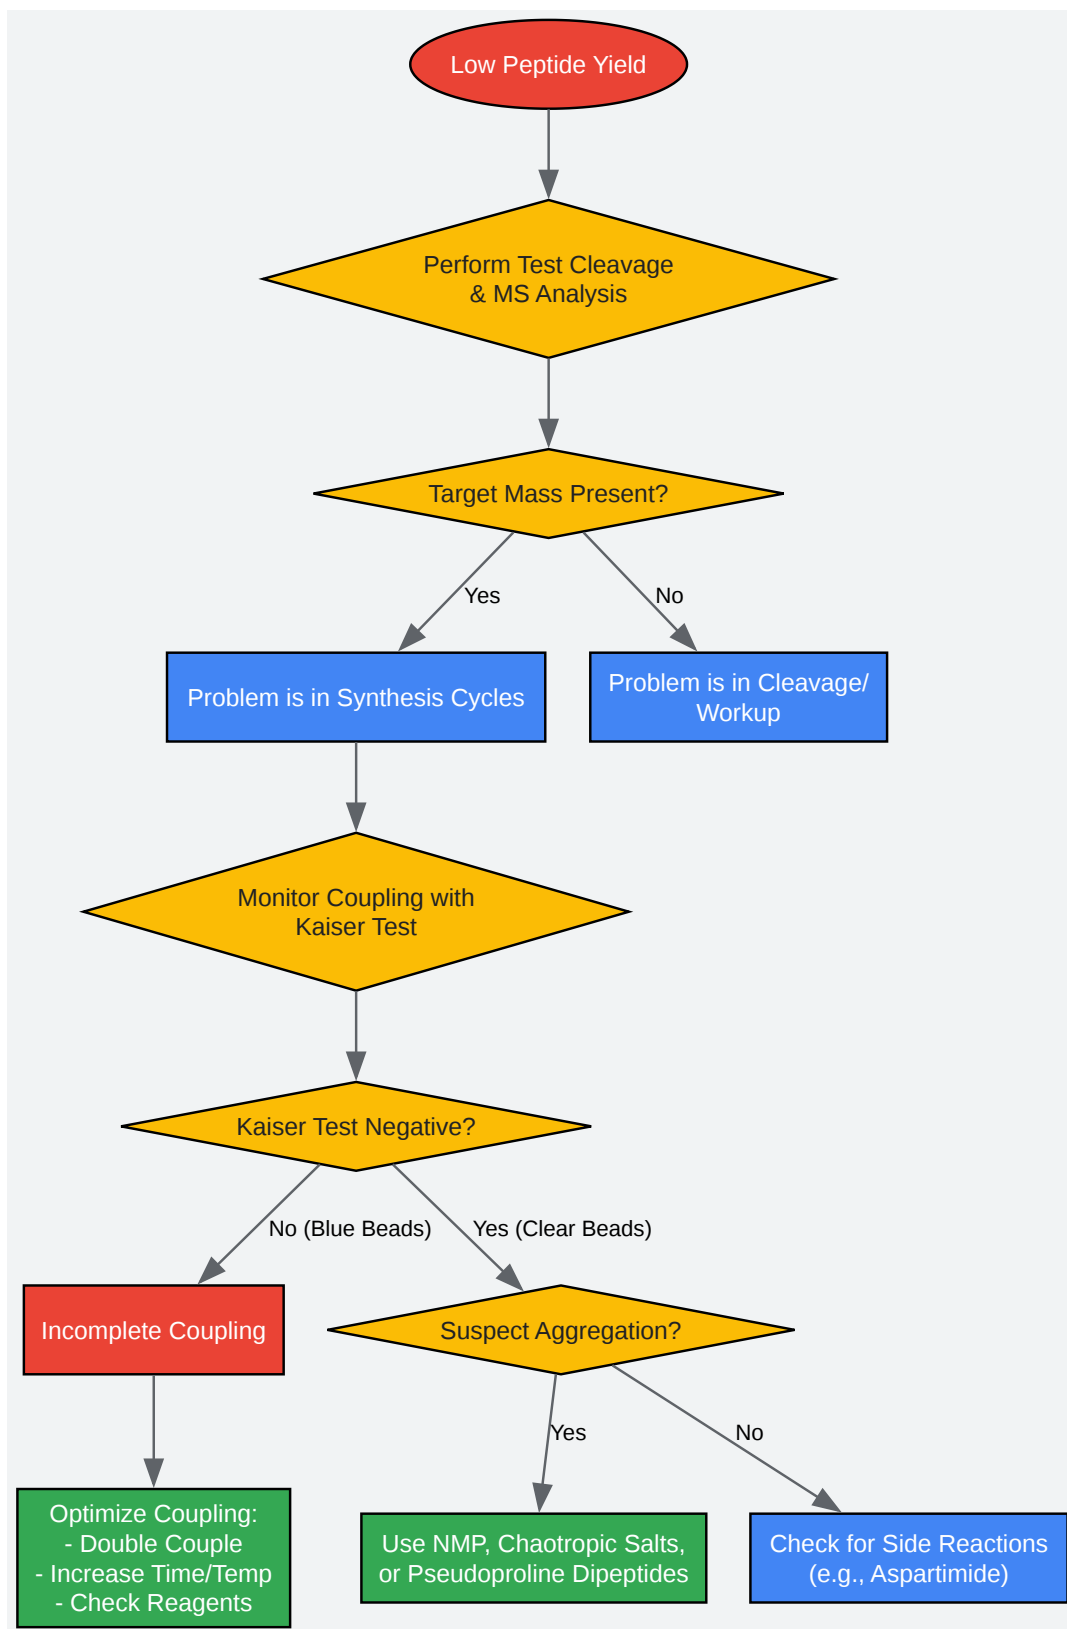 Low Peptide Yield
Perform Test Cleavage
& MS Analysis
Target Mass Present?
Yes
No
Problem is in Synthesis Cycles
Problem is in Cleavage/
Workup
Monitor Coupling with
Kaiser Test
Kaiser Test Negative?
No (Blue Beads)
Yes (Clear Beads)
Incomplete Coupling
Suspect Aggregation?
Yes
No
Optimize Coupling:
- Double Couple
- Increase Time/Temp
- Check Reagents
Use NMP, Chaotropic Salts,
or Pseudoproline Dipeptides
Check for Side Reactions
(e.g., Aspartimide)